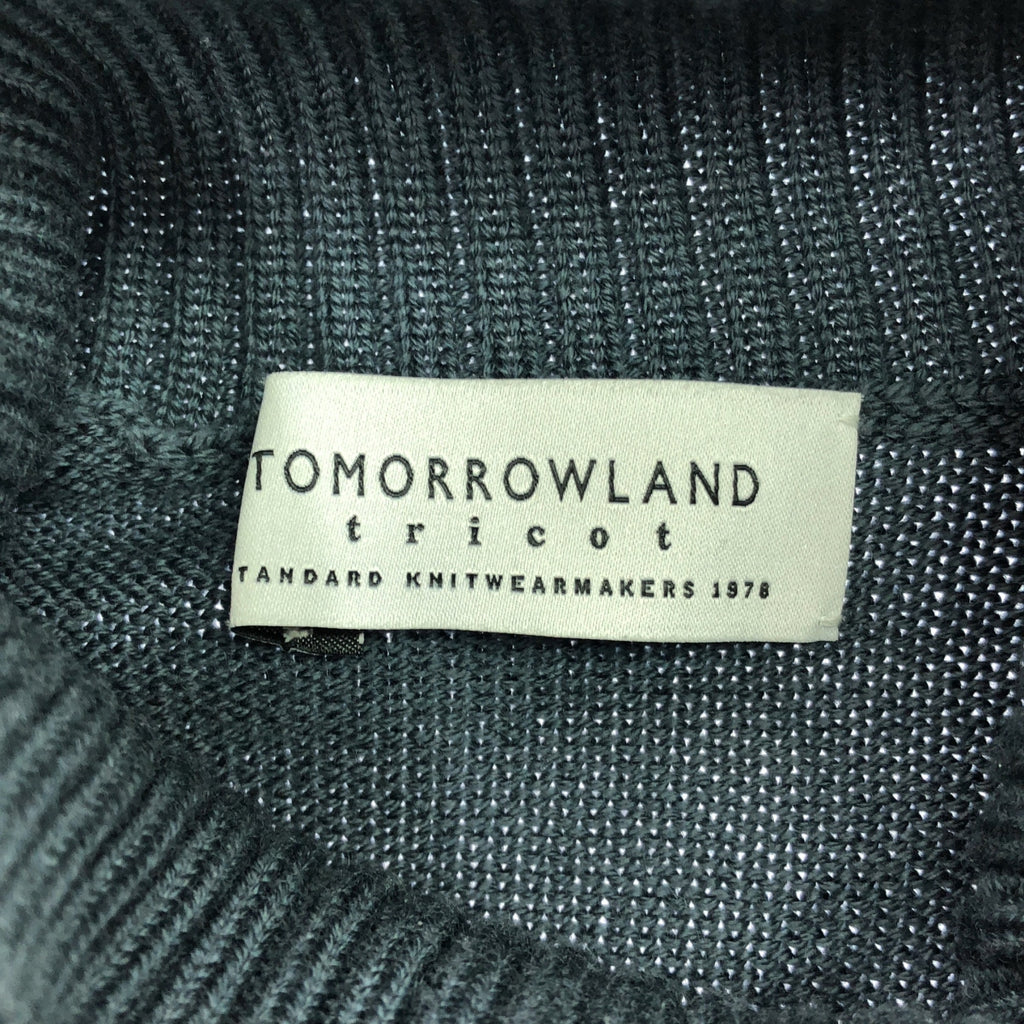 TOMORROWLAND
tricot
TANDARD KNITWEARMAKERS 1978